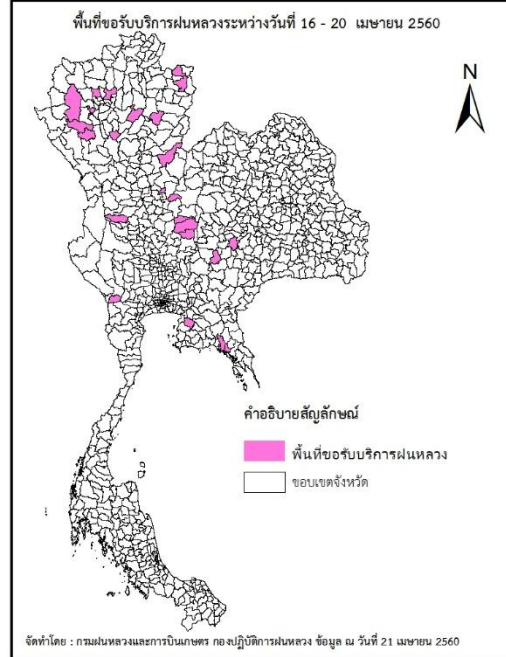 พื้นที่ขอรับบริการฝนหลวงระหว่างวันที่ 16 - 20 เมษายน 2560
N
คำอธิบายสัญลักษณ์
พื้นที่ขอรับบริการฝนหลวง
ขอบเขตจังหวัด
จัดทำโดย : กรมฝนหลวงและการบินเกษตร กองปฏิบัติการฝนหลวง ข้อมูล ณ วันที่ 21 เมษายน 2560